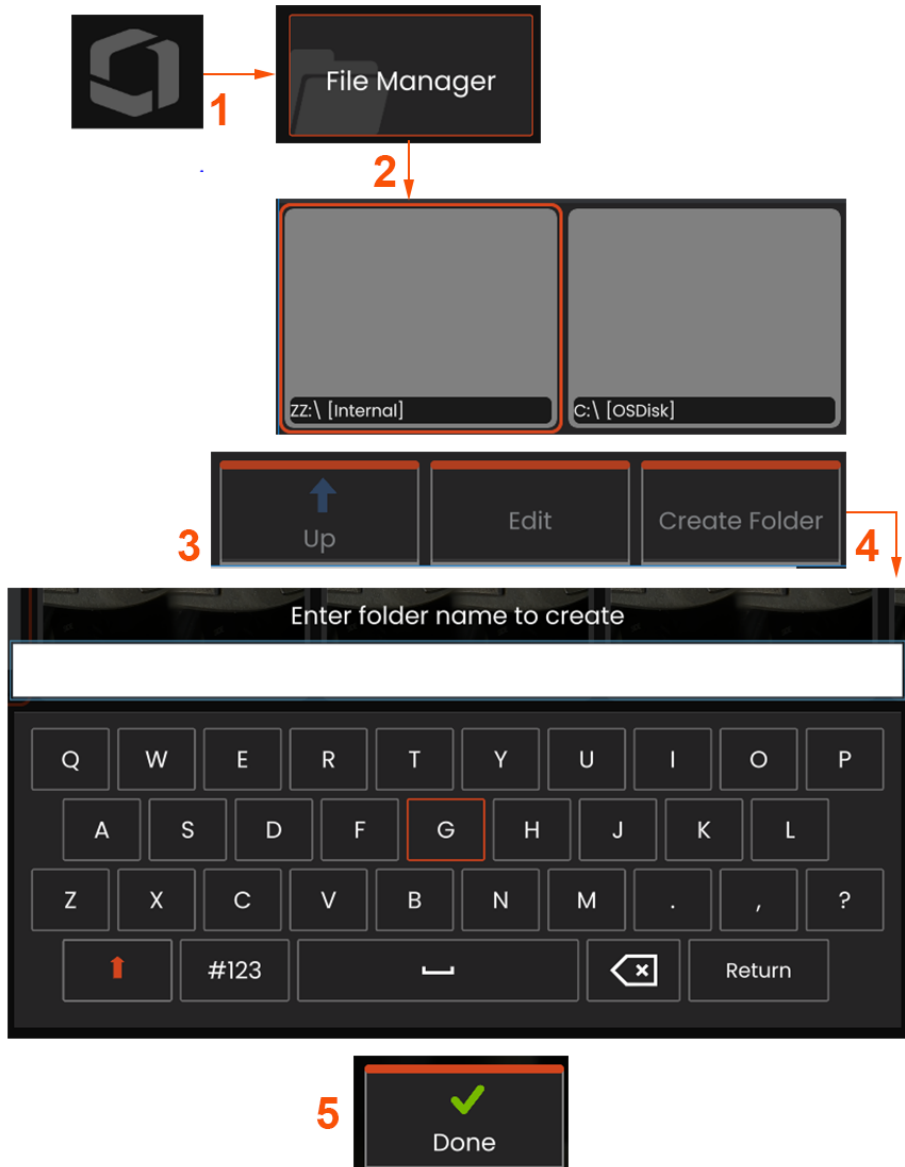 1
File Manager
2
ZZ:\ [Internal]
C:\ [OSDisk]
3
Up
Edit
Create Folder
4
Enter folder name to create
Q W E R T Y U I O P
A S D F G H J K L
Z X C V B N M . , ?
#123
Return
5
Done